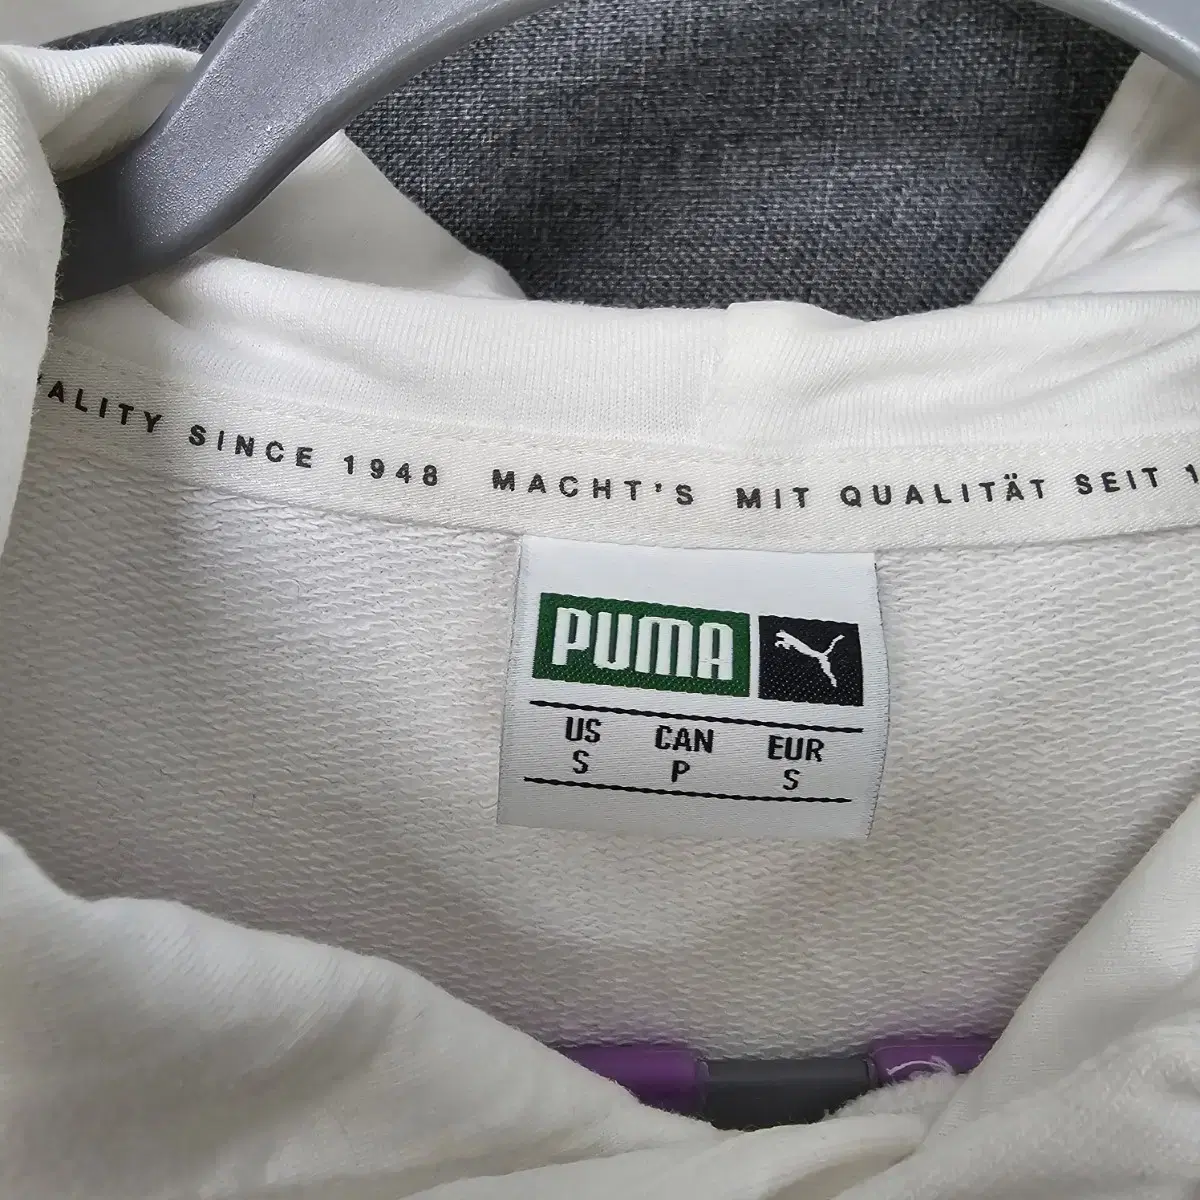 ALITY SINCE 1948 MACHT'S MIT QUALITÄT SEIT 1
PUMA
US CAN EUR
S P S